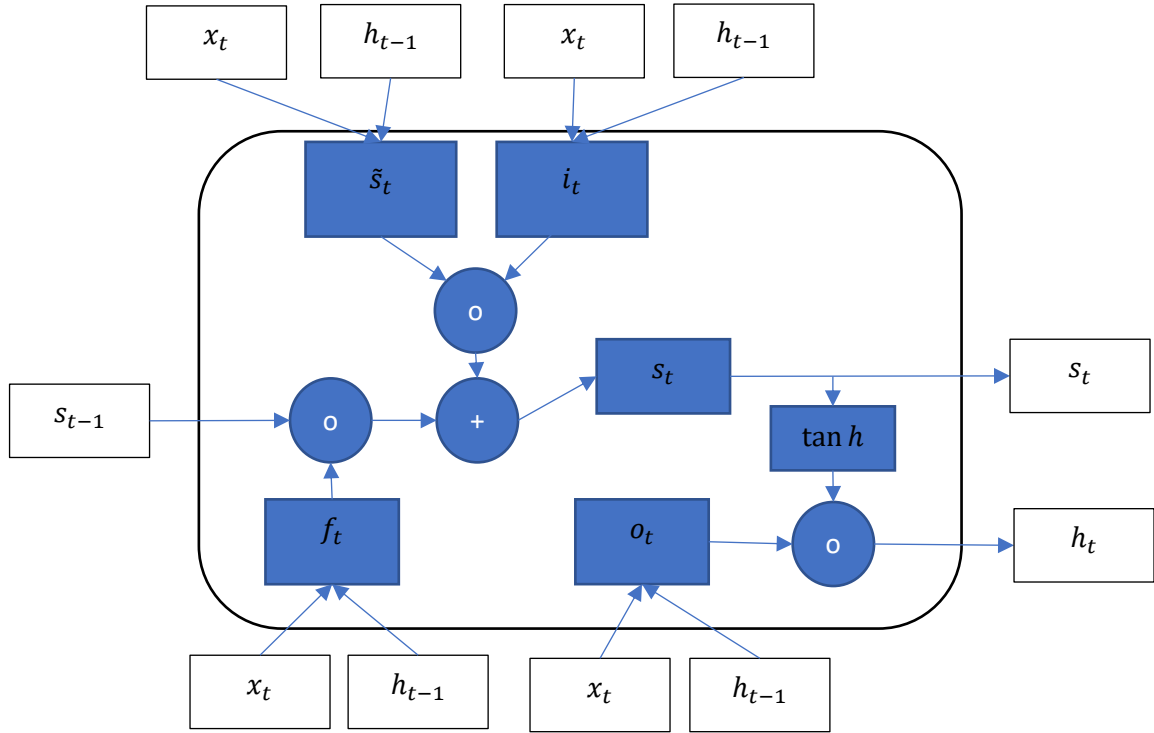 x_t
h_{t−1}
x_t
h_{t−1}
s̃_t
i_t
o
s_t
s_t
s_{t−1}
o
+
tan h
f_t
o_t
o
h_t
x_t
h_{t−1}
x_t
h_{t−1}